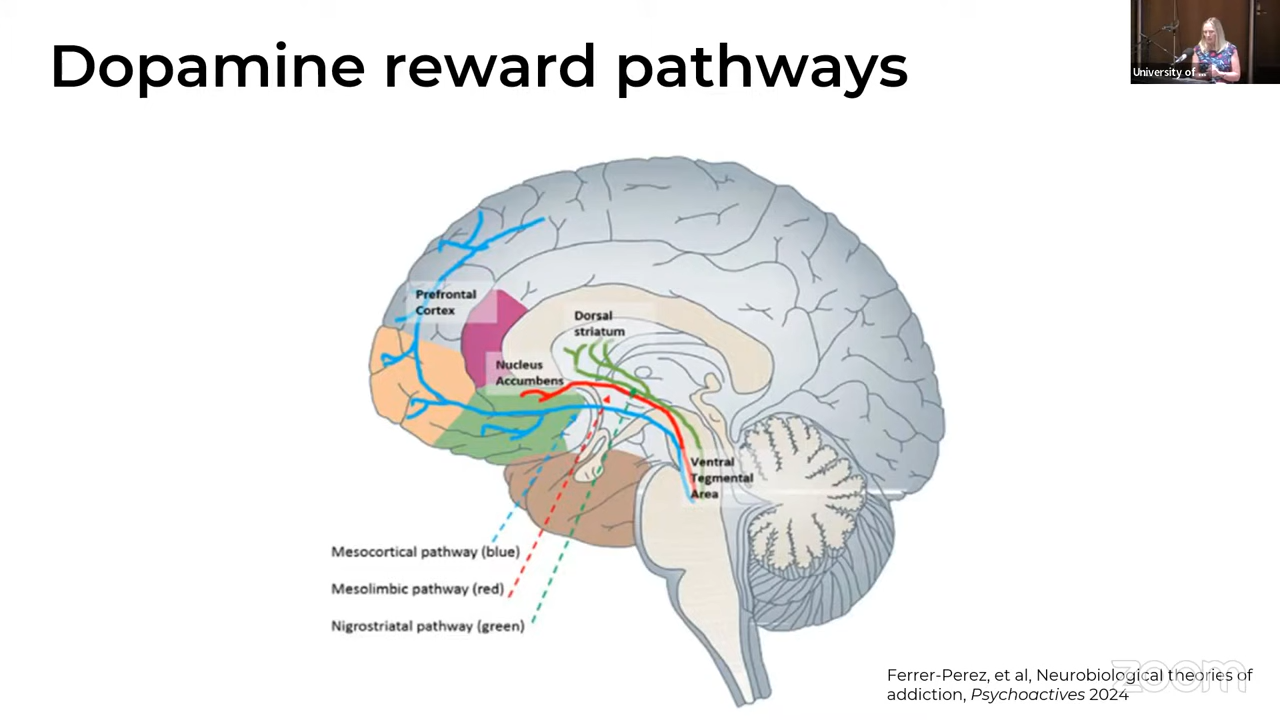 Dopamine reward pathways
University of ...
Prefrontal
Cortex
Dorsal
striatum
Nucleus
Accumbens
Ventral
Tegmental
Area
Mesocortical pathway (blue)
Mesolimbic pathway (red)
Nigrostriatal pathway (green)
Ferrer-Perez, et al, Neurobiological theories of
addiction, Psychoactives 2024
zoom